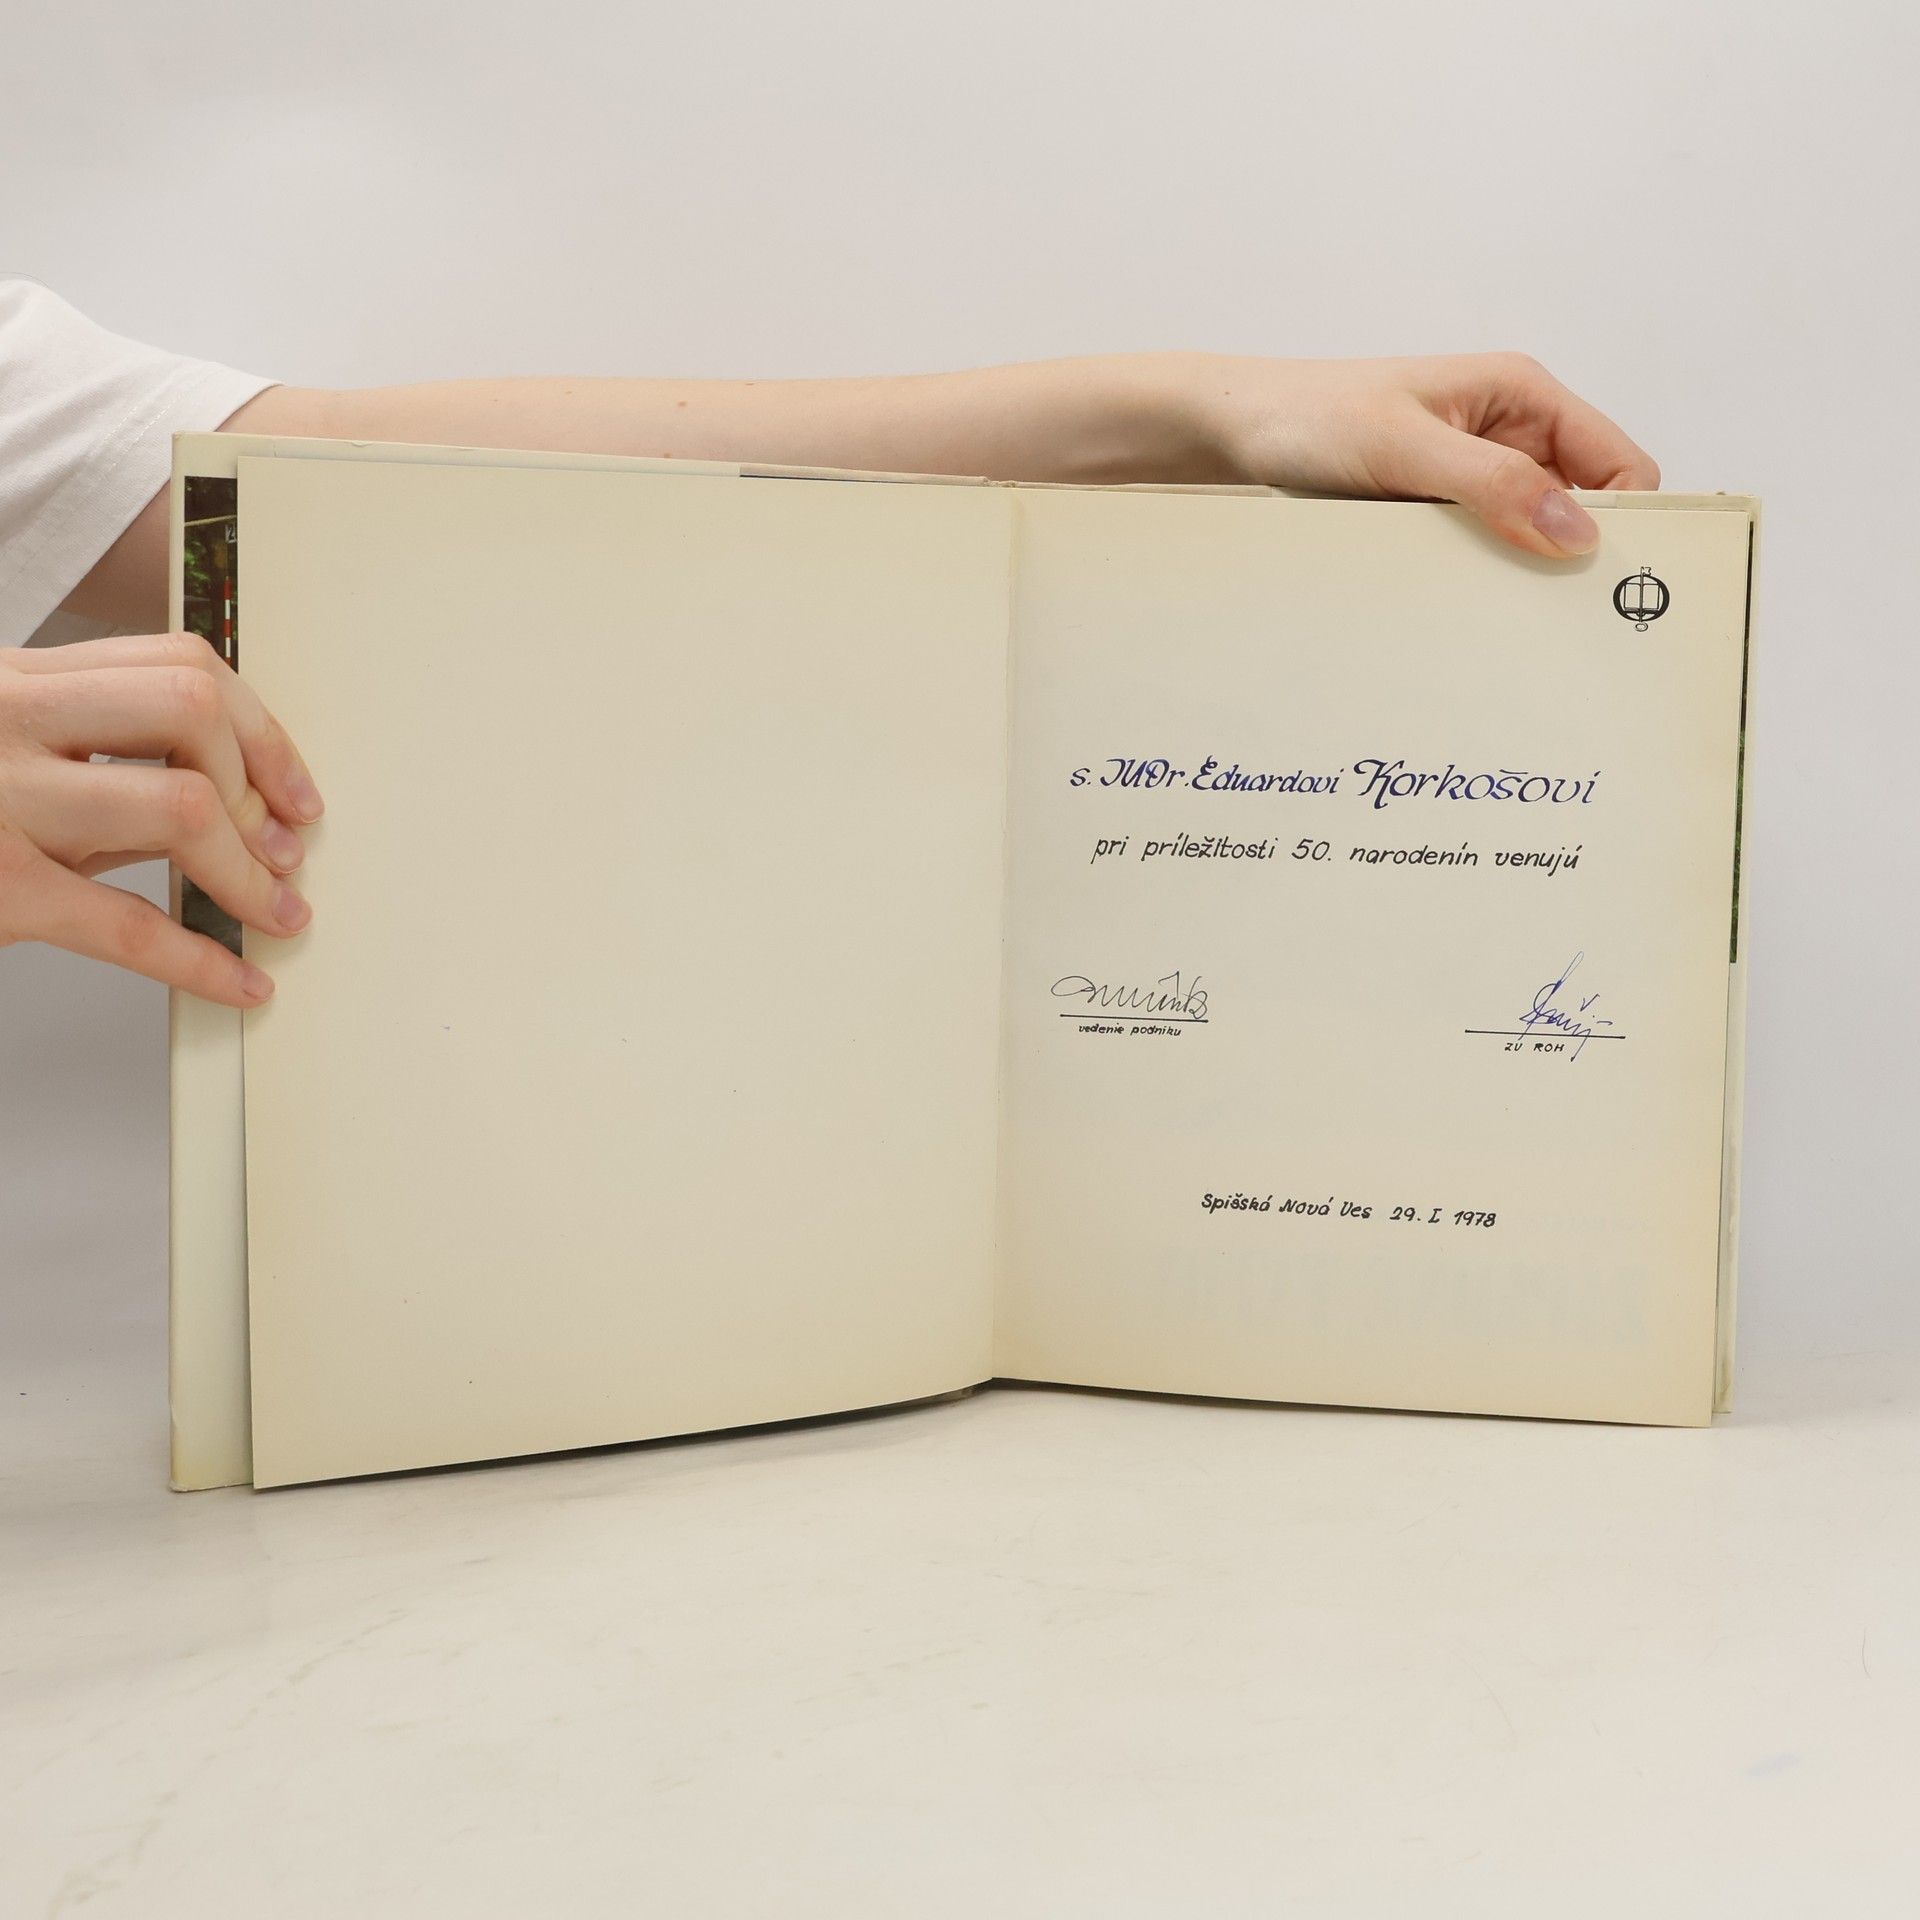 s. JUDr. Eduardovi Korkošovi
pri príležitosti 50. narodenín venujú
vedenie podniku
ZV ROH
Spišská Nová Ves 29. I 1978